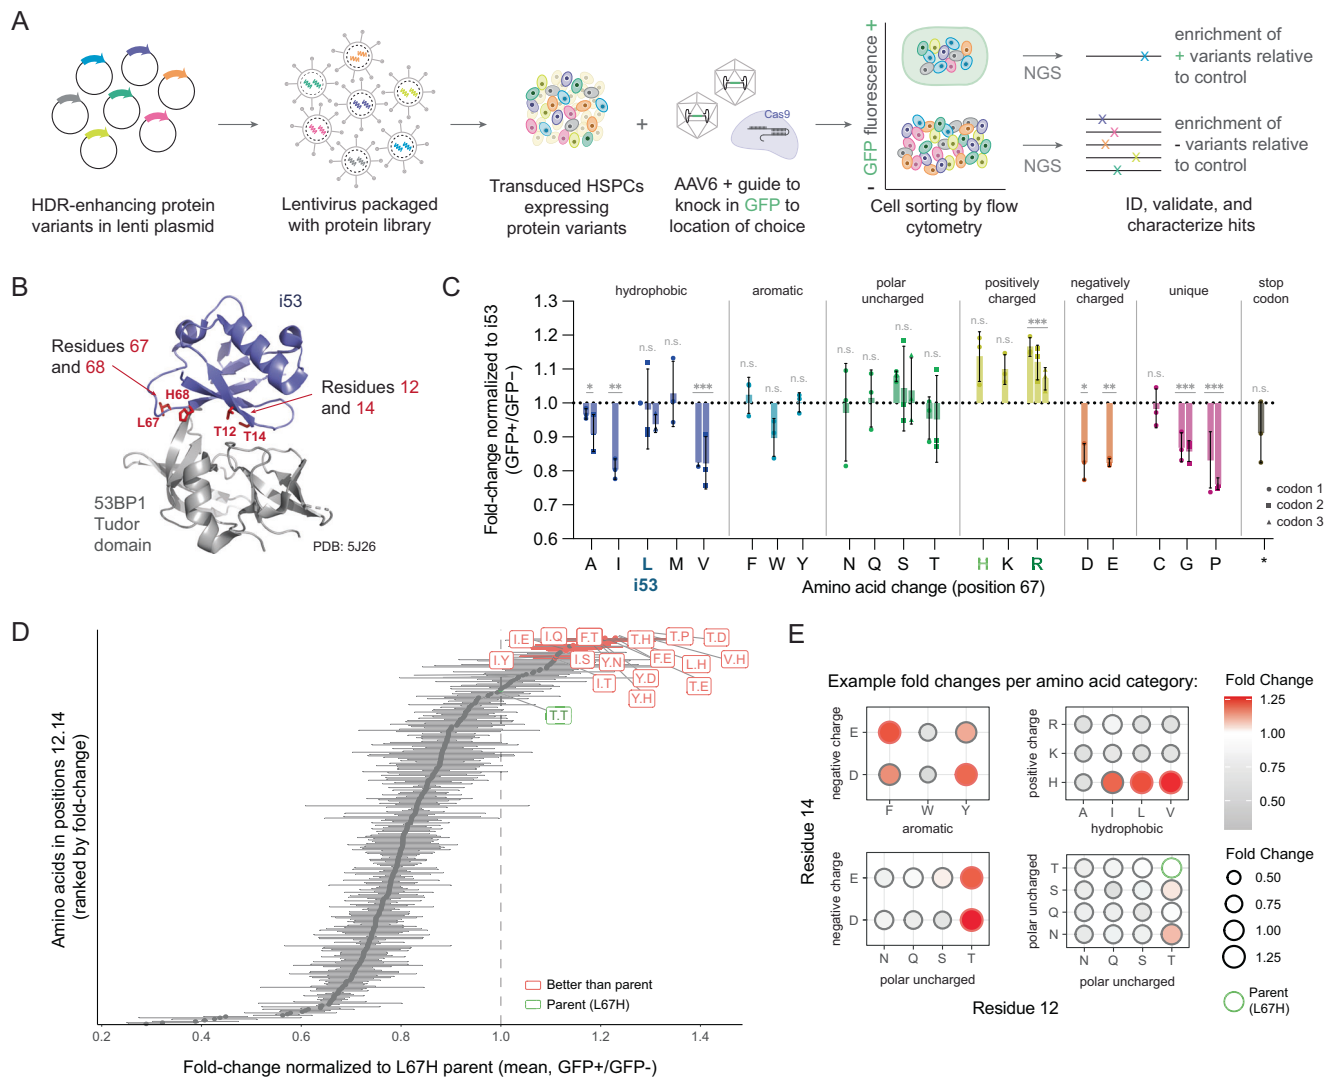 A
HDR-enhancing protein
variants in lenti plasmid
Lentivirus packaged
with protein library
Transduced HSPCs
expressing
protein variants
+
Cas9
AAV6 + guide to
knock in GFP to
location of choice
- GFP fluorescence +
Cell sorting by flow
cytometry
NGS
NGS
enrichment of
+ variants relative
to control
enrichment of
- variants relative
to control
ID, validate, and
characterize hits
B
i53
Residues 67
and 68
Residues 12
and 14
H68
L67
T12
T14
53BP1
Tudor
domain
PDB: 5J26
C
hydrophobic
aromatic
polar
uncharged
positively
charged
negatively
charged
unique
stop
codon
* ** n.s. n.s. *** n.s. n.s. n.s. n.s. n.s. n.s. n.s. n.s. n.s. *** * ** n.s. *** *** n.s.
Fold-change normalized to i53
(GFP+/GFP−)
1.3
1.2
1.1
1.0
0.9
0.8
0.7
0.6
codon 1
codon 2
codon 3
A I L M V F W Y N Q S T H K R D E C G P *
i53
Amino acid change (position 67)
D
Amino acids in positions 12.14
(ranked by fold-change)
I.E I.Q F.T T.H T.P T.D
I.Y I.S Y.N F.E L.H V.H
I.T Y.D T.E
Y.H
T.T
Better than parent
Parent (L67H)
0.2 0.4 0.6 0.8 1.0 1.2 1.4
Fold-change normalized to L67H parent (mean, GFP+/GFP-)
E
Example fold changes per amino acid category:
Residue 14
negative charge
E
D
F W Y
aromatic
positive charge
R
K
H
A I L V
hydrophobic
negative charge
E
D
N Q S T
polar uncharged
polar uncharged
T
S
Q
N
N Q S T
polar uncharged
Residue 12
Fold Change
1.25
1.00
0.75
0.50
Fold Change
0.50
0.75
1.00
1.25
Parent
(L67H)